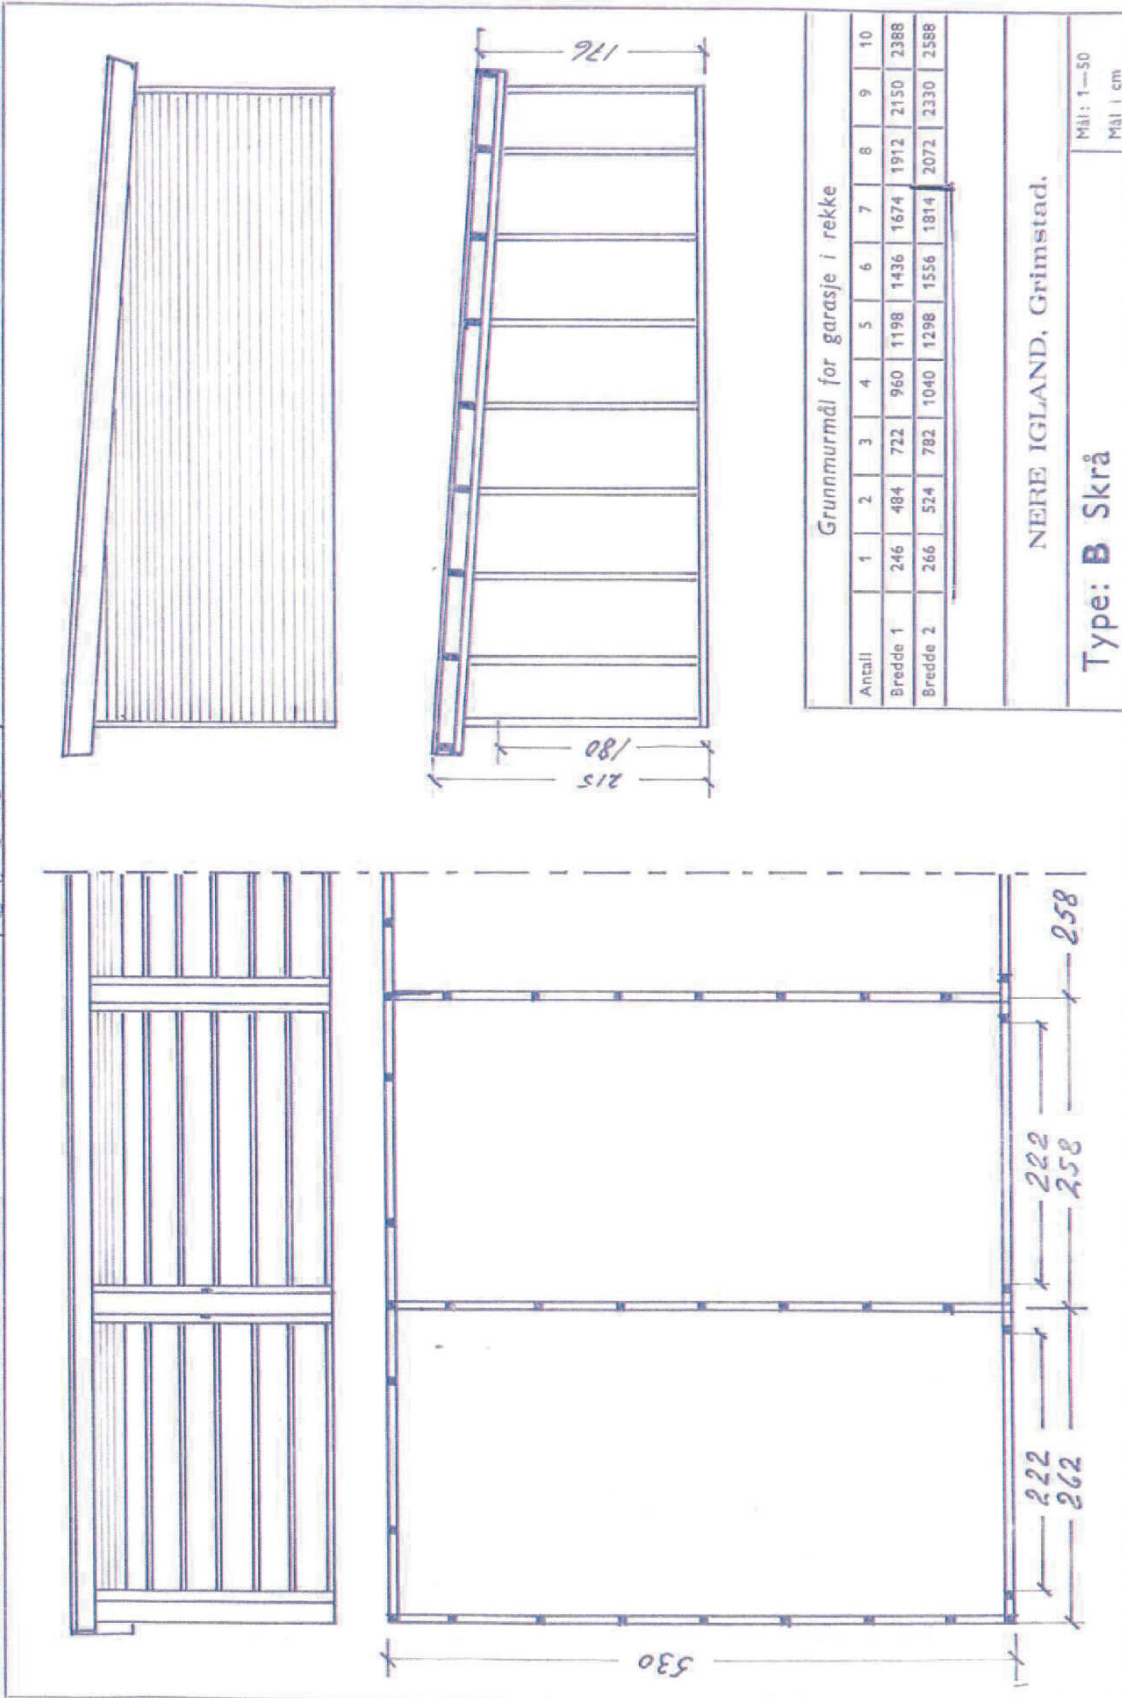 176
180
215
Grunnmurmål for garasje i rekke
Antall 1 2 3 4 5 6 7 8 9 10
Bredde 1 246 484 722 960 1198 1436 1674 1912 2150 2388
Bredde 2 266 524 782 1040 1298 1556 1814 2072 2330 2588
NERE IGLAND, Grimstad.
Type: B Skrå
Mål: 1—50
Mål i cm
530
222
222
262
258
258